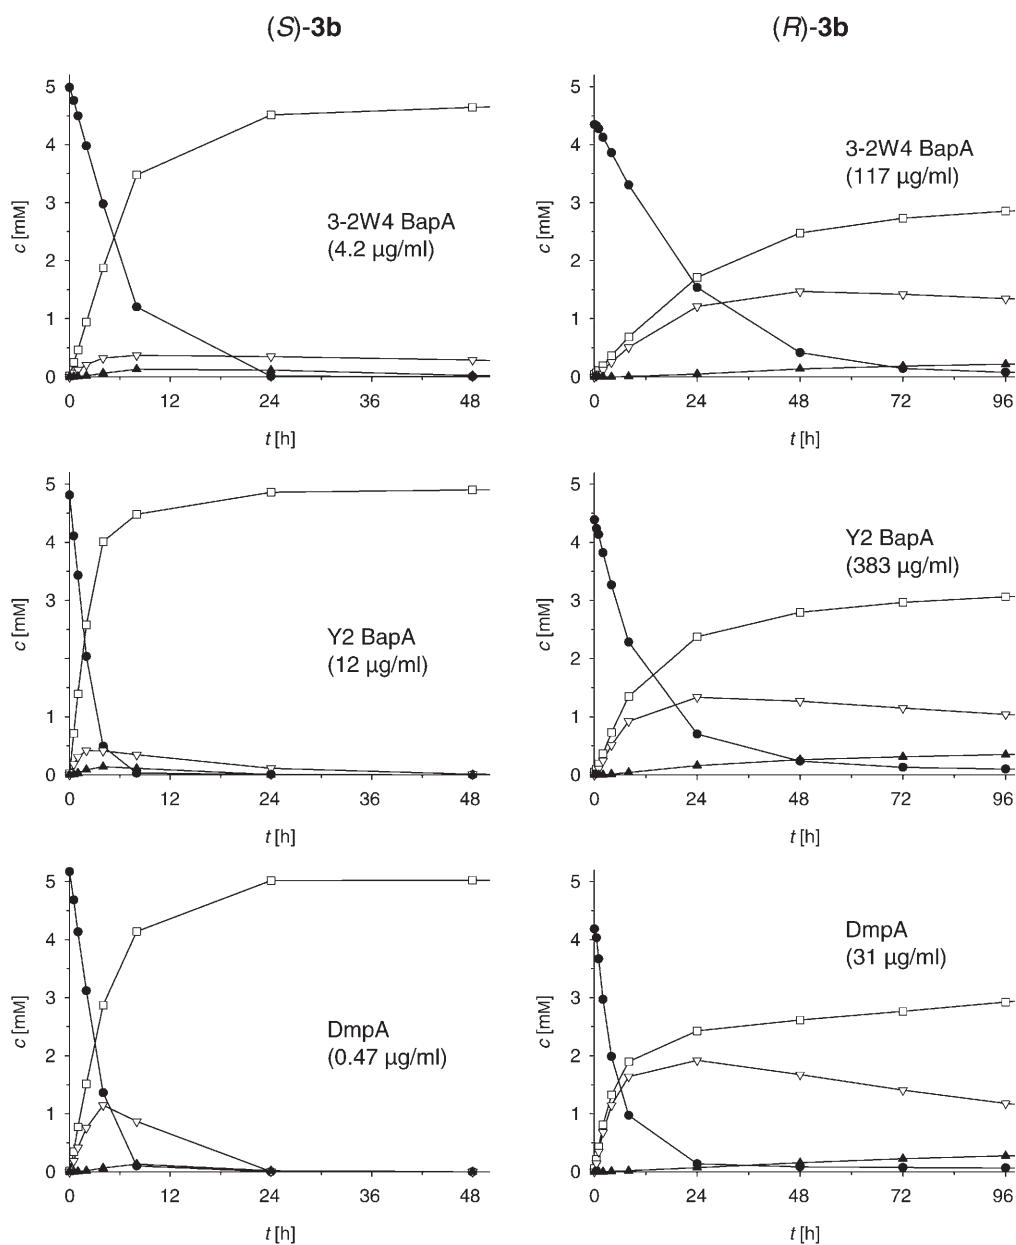 (S)-3b
(R)-3b
5
4
3
2
1
0
c [mM]
3-2W4 BapA
(4.2 µg/ml)
0 12 24 36 48
t [h]
5
4
3
2
1
0
c [mM]
3-2W4 BapA
(117 µg/ml)
0 24 48 72 96
t [h]
5
4
3
2
1
0
c [mM]
Y2 BapA
(12 µg/ml)
0 12 24 36 48
t [h]
5
4
3
2
1
0
c [mM]
Y2 BapA
(383 µg/ml)
0 24 48 72 96
t [h]
5
4
3
2
1
0
c [mM]
DmpA
(0.47 µg/ml)
0 12 24 36 48
t [h]
5
4
3
2
1
0
c [mM]
DmpA
(31 µg/ml)
0 24 48 72 96
t [h]